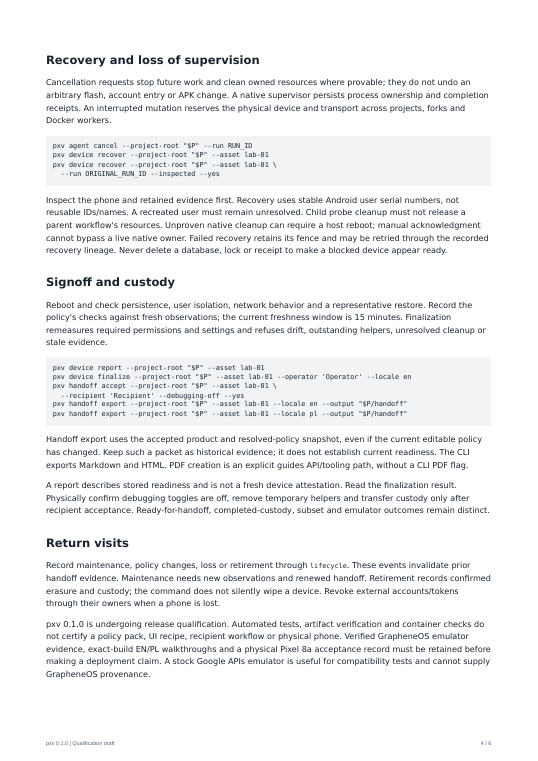 Recovery and loss of supervision
Cancellation requests stop future work and clean owned resources where provable; they do not undo an
arbitrary flash, account entry or APK change. A native supervisor persists process ownership and completion
receipts. An interrupted mutation reserves the physical device and transport across projects, forks and
Docker workers.
pxv agent cancel --project-root "$P" --run RUN_ID
pxv device recover --project-root "$P" --asset lab-01
pxv device recover --project-root "$P" --asset lab-01 \
  --run ORIGINAL_RUN_ID --inspected --yes
Inspect the phone and retained evidence first. Recovery uses stable Android user serial numbers, not
reusable IDs/names. A recreated user must remain unresolved. Child probe cleanup must not release a
parent workflow's resources. Unproven native cleanup can require a host reboot; manual acknowledgment
cannot bypass a live native owner. Failed recovery retains its fence and may be retried through the recorded
recovery lineage. Never delete a database, lock or receipt to make a blocked device appear ready.
Signoff and custody
Reboot and check persistence, user isolation, network behavior and a representative restore. Record the
policy's checks against fresh observations; the current freshness window is 15 minutes. Finalization
remeasures required permissions and settings and refuses drift, outstanding helpers, unresolved cleanup or
stale evidence.
pxv device report --project-root "$P" --asset lab-01
pxv device finalize --project-root "$P" --asset lab-01 --operator 'Operator' --locale en
pxv handoff accept --project-root "$P" --asset lab-01 \
  --recipient 'Recipient' --debugging-off --yes
pxv handoff export --project-root "$P" --asset lab-01 --locale en --output "$P/handoff"
pxv handoff export --project-root "$P" --asset lab-01 --locale pl --output "$P/handoff"
Handoff export uses the accepted product and resolved-policy snapshot, even if the current editable policy
has changed. Keep such a packet as historical evidence; it does not establish current readiness. The CLI
exports Markdown and HTML. PDF creation is an explicit guides API/tooling path, without a CLI PDF flag.
A report describes stored readiness and is not a fresh device attestation. Read the finalization result.
Physically confirm debugging toggles are off, remove temporary helpers and transfer custody only after
recipient acceptance. Ready-for-handoff, completed-custody, subset and emulator outcomes remain distinct.
Return visits
Record maintenance, policy changes, loss or retirement through lifecycle. These events invalidate prior
handoff evidence. Maintenance needs new observations and renewed handoff. Retirement records confirmed
erasure and custody; the command does not silently wipe a device. Revoke external accounts/tokens
through their owners when a phone is lost.
pxv 0.1.0 is undergoing release qualification. Automated tests, artifact verification and container checks do
not certify a policy pack, UI recipe, recipient workflow or physical phone. Verified GrapheneOS emulator
evidence, exact-build EN/PL walkthroughs and a physical Pixel 8a acceptance record must be retained before
making a deployment claim. A stock Google APIs emulator is useful for compatibility tests and cannot supply
GrapheneOS provenance.
pxv 0.1.0 | Qualification draft
4 / 6